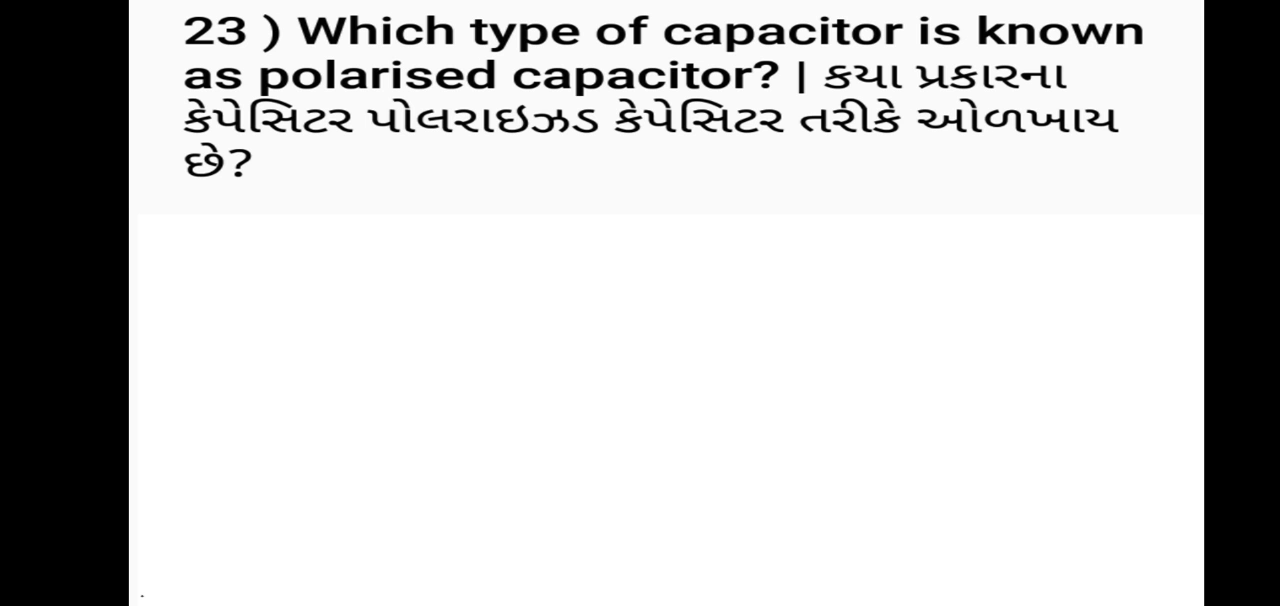 23 ) Which type of capacitor is known
as polarised capacitor? | કયા પ્રકારના
કેપેસિટર પોલરાઇઝડ કેપેસિટર તરીકે ઓળખાય
છે?